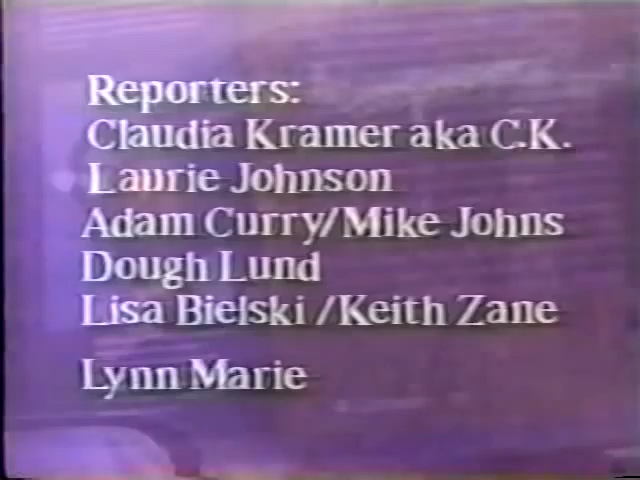 Reporters:
Claudia Kramer aka C.K.
Laurie Johnson
Adam Curry/Mike Johns
Dough Lund
Lisa Bielski /Keith Zane
Lynn Marie